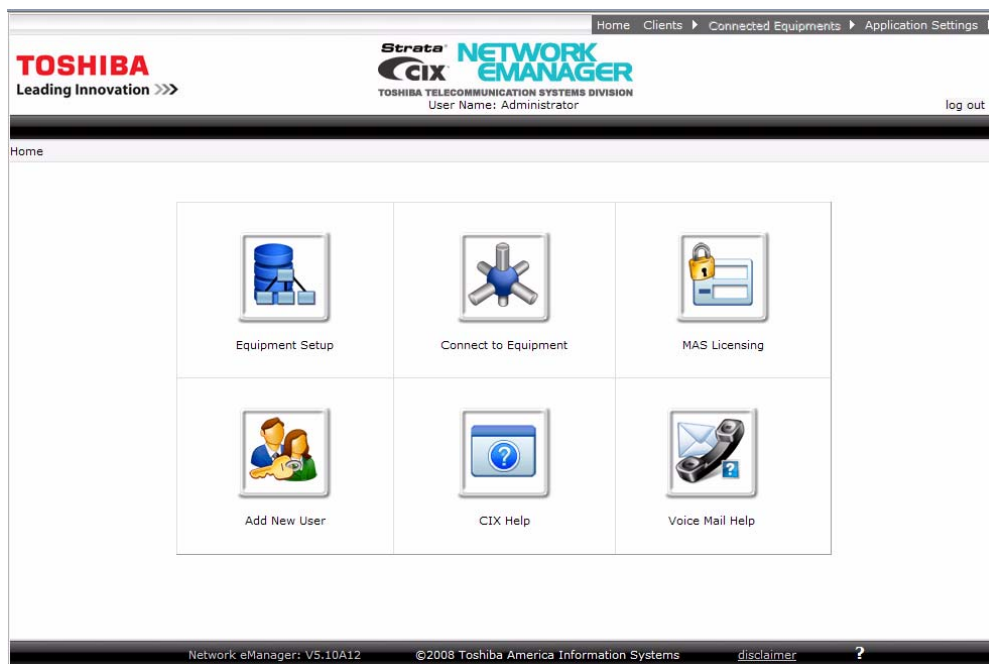 Home Clients Connected Equipments Application Settings
TOSHIBA
Leading Innovation >>>
Strata
CIX
NETWORK
EMANAGER
TOSHIBA TELECOMMUNICATION SYSTEMS DIVISION
User Name: Administrator
log out
Home
Equipment Setup
Connect to Equipment
MAS Licensing
Add New User
CIX Help
Voice Mail Help
Network eManager: V5.10A12 ©2008 Toshiba America Information Systems disclaimer ?